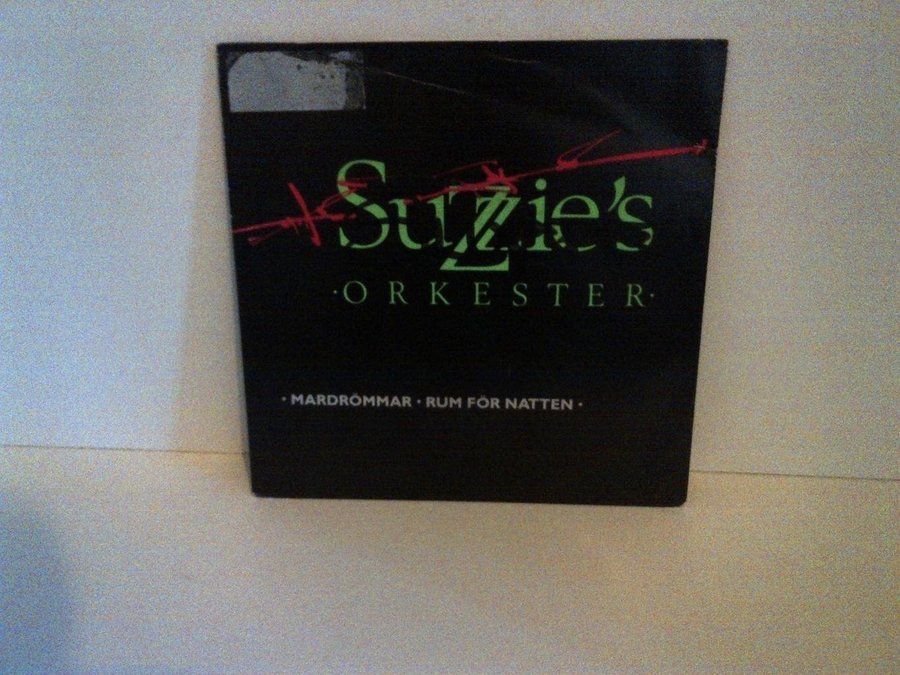 Suzzie's
·ORKESTER·
· MARDRÖMMAR · RUM FÖR NATTEN ·